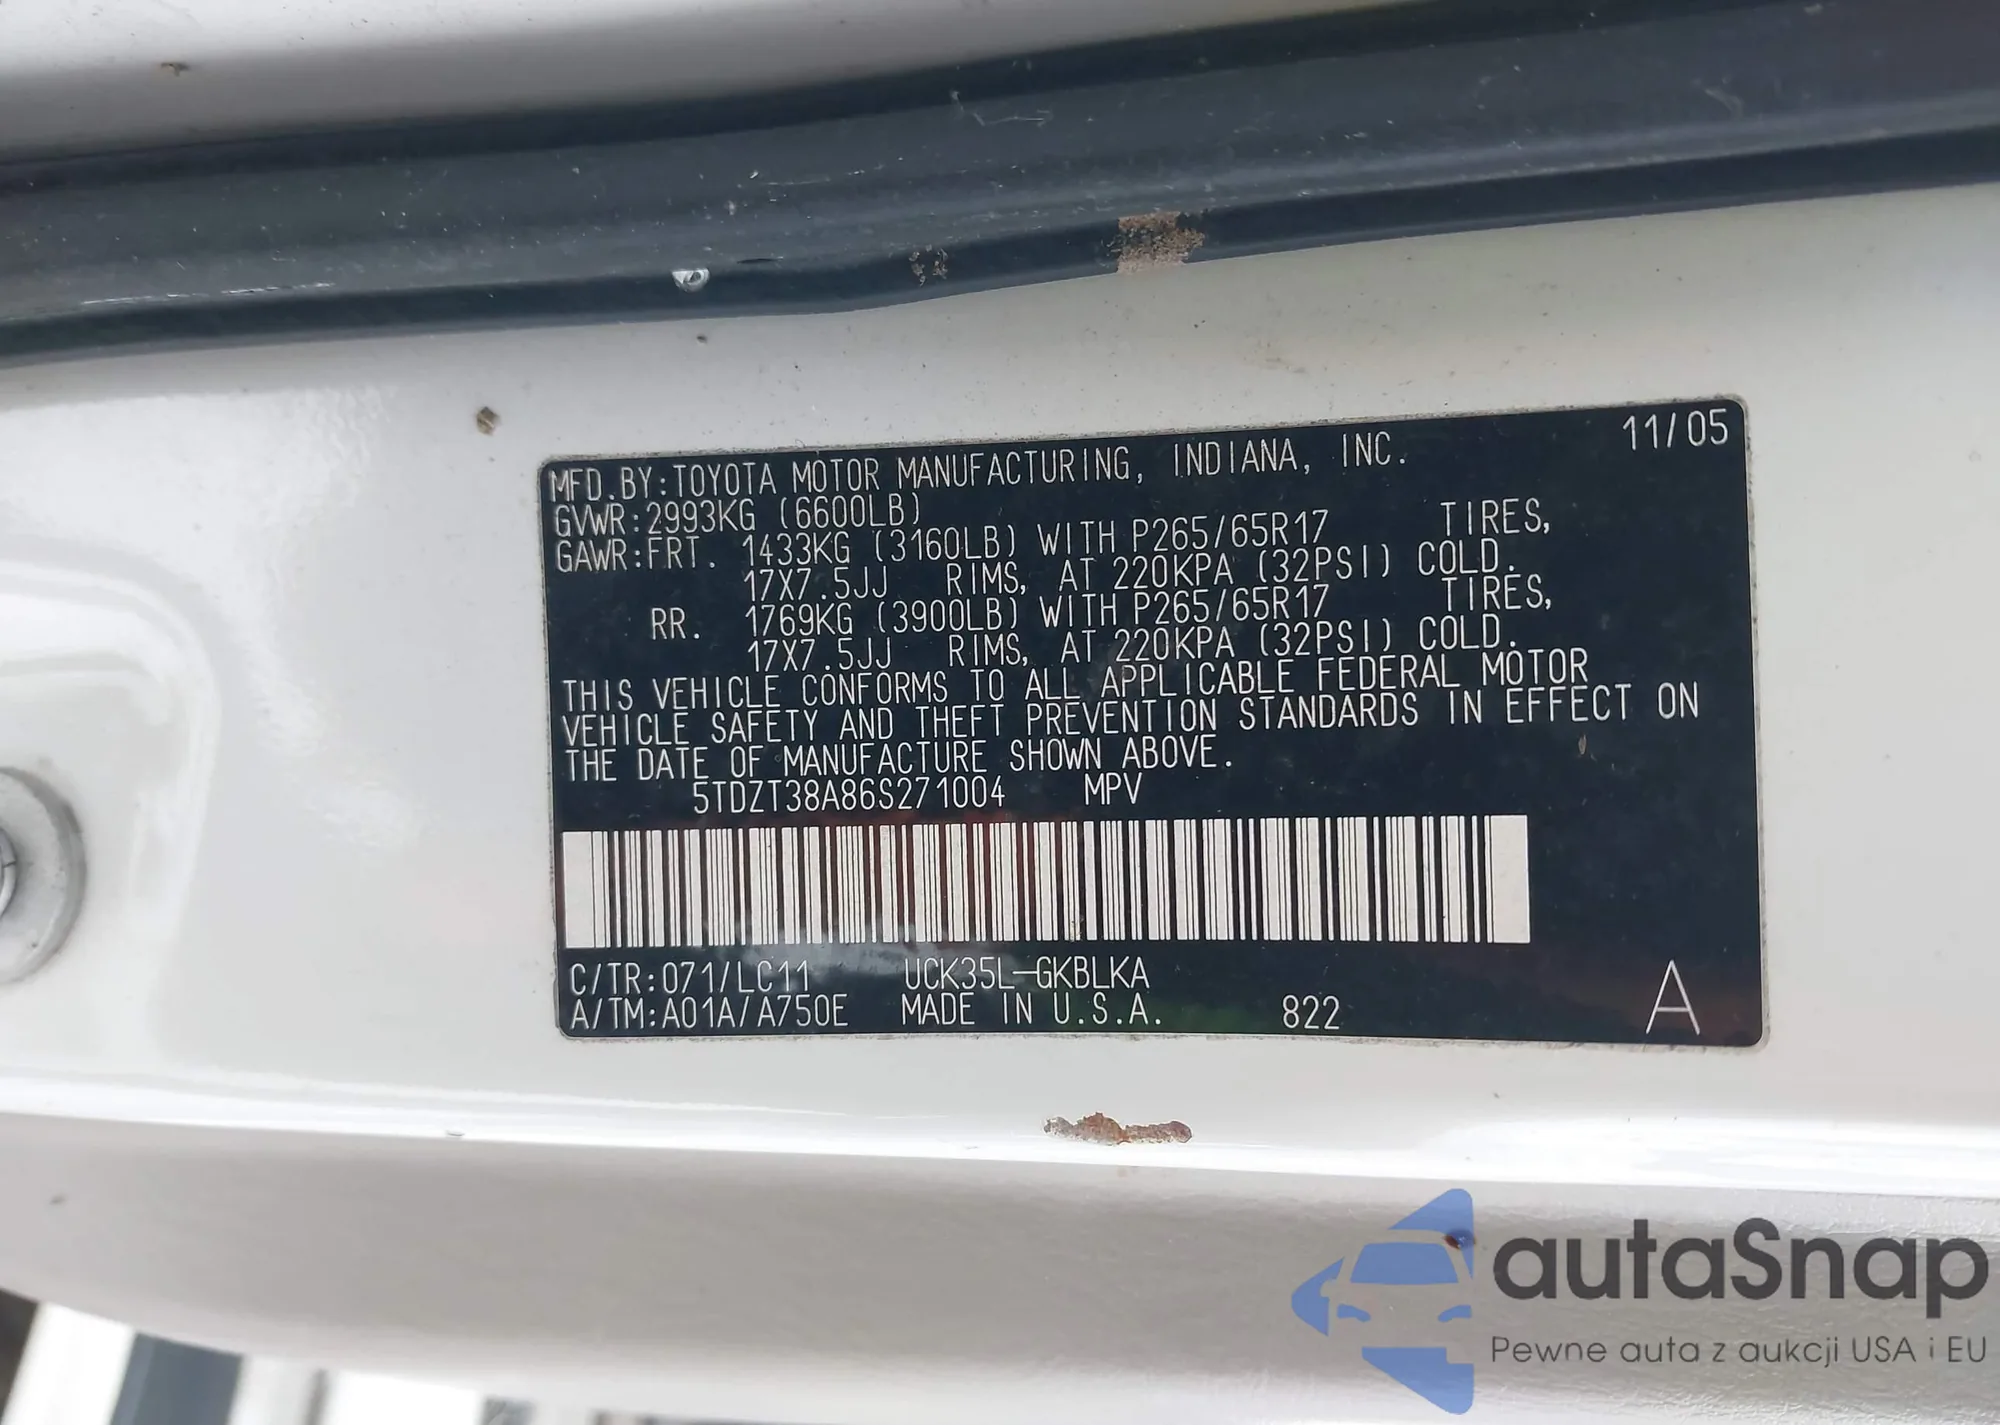 11/05
MFD.BY:TOYOTA MOTOR MANUFACTURING, INDIANA, INC.
GVWR:2993KG (6600LB)
GAWR:FRT. 1433KG (3160LB) WITH P265/65R17 TIRES,
17X7.5JJ RIMS, AT 220KPA (32PSI) COLD.
RR. 1769KG (3900LB) WITH P265/65R17 TIRES,
17X7.5JJ RIMS, AT 220KPA (32PSI) COLD.
THIS VEHICLE CONFORMS TO ALL APPLICABLE FEDERAL MOTOR
VEHICLE SAFETY AND THEFT PREVENTION STANDARDS IN EFFECT ON
THE DATE OF MANUFACTURE SHOWN ABOVE.
5TDZT38A86S271004 MPV
C/TR:071/LC11 UCK35L-GKBLKA
A/TM:A01A/A750E MADE IN U.S.A. 822 A
autaSnap
Pewne auta z aukcji USA i EU